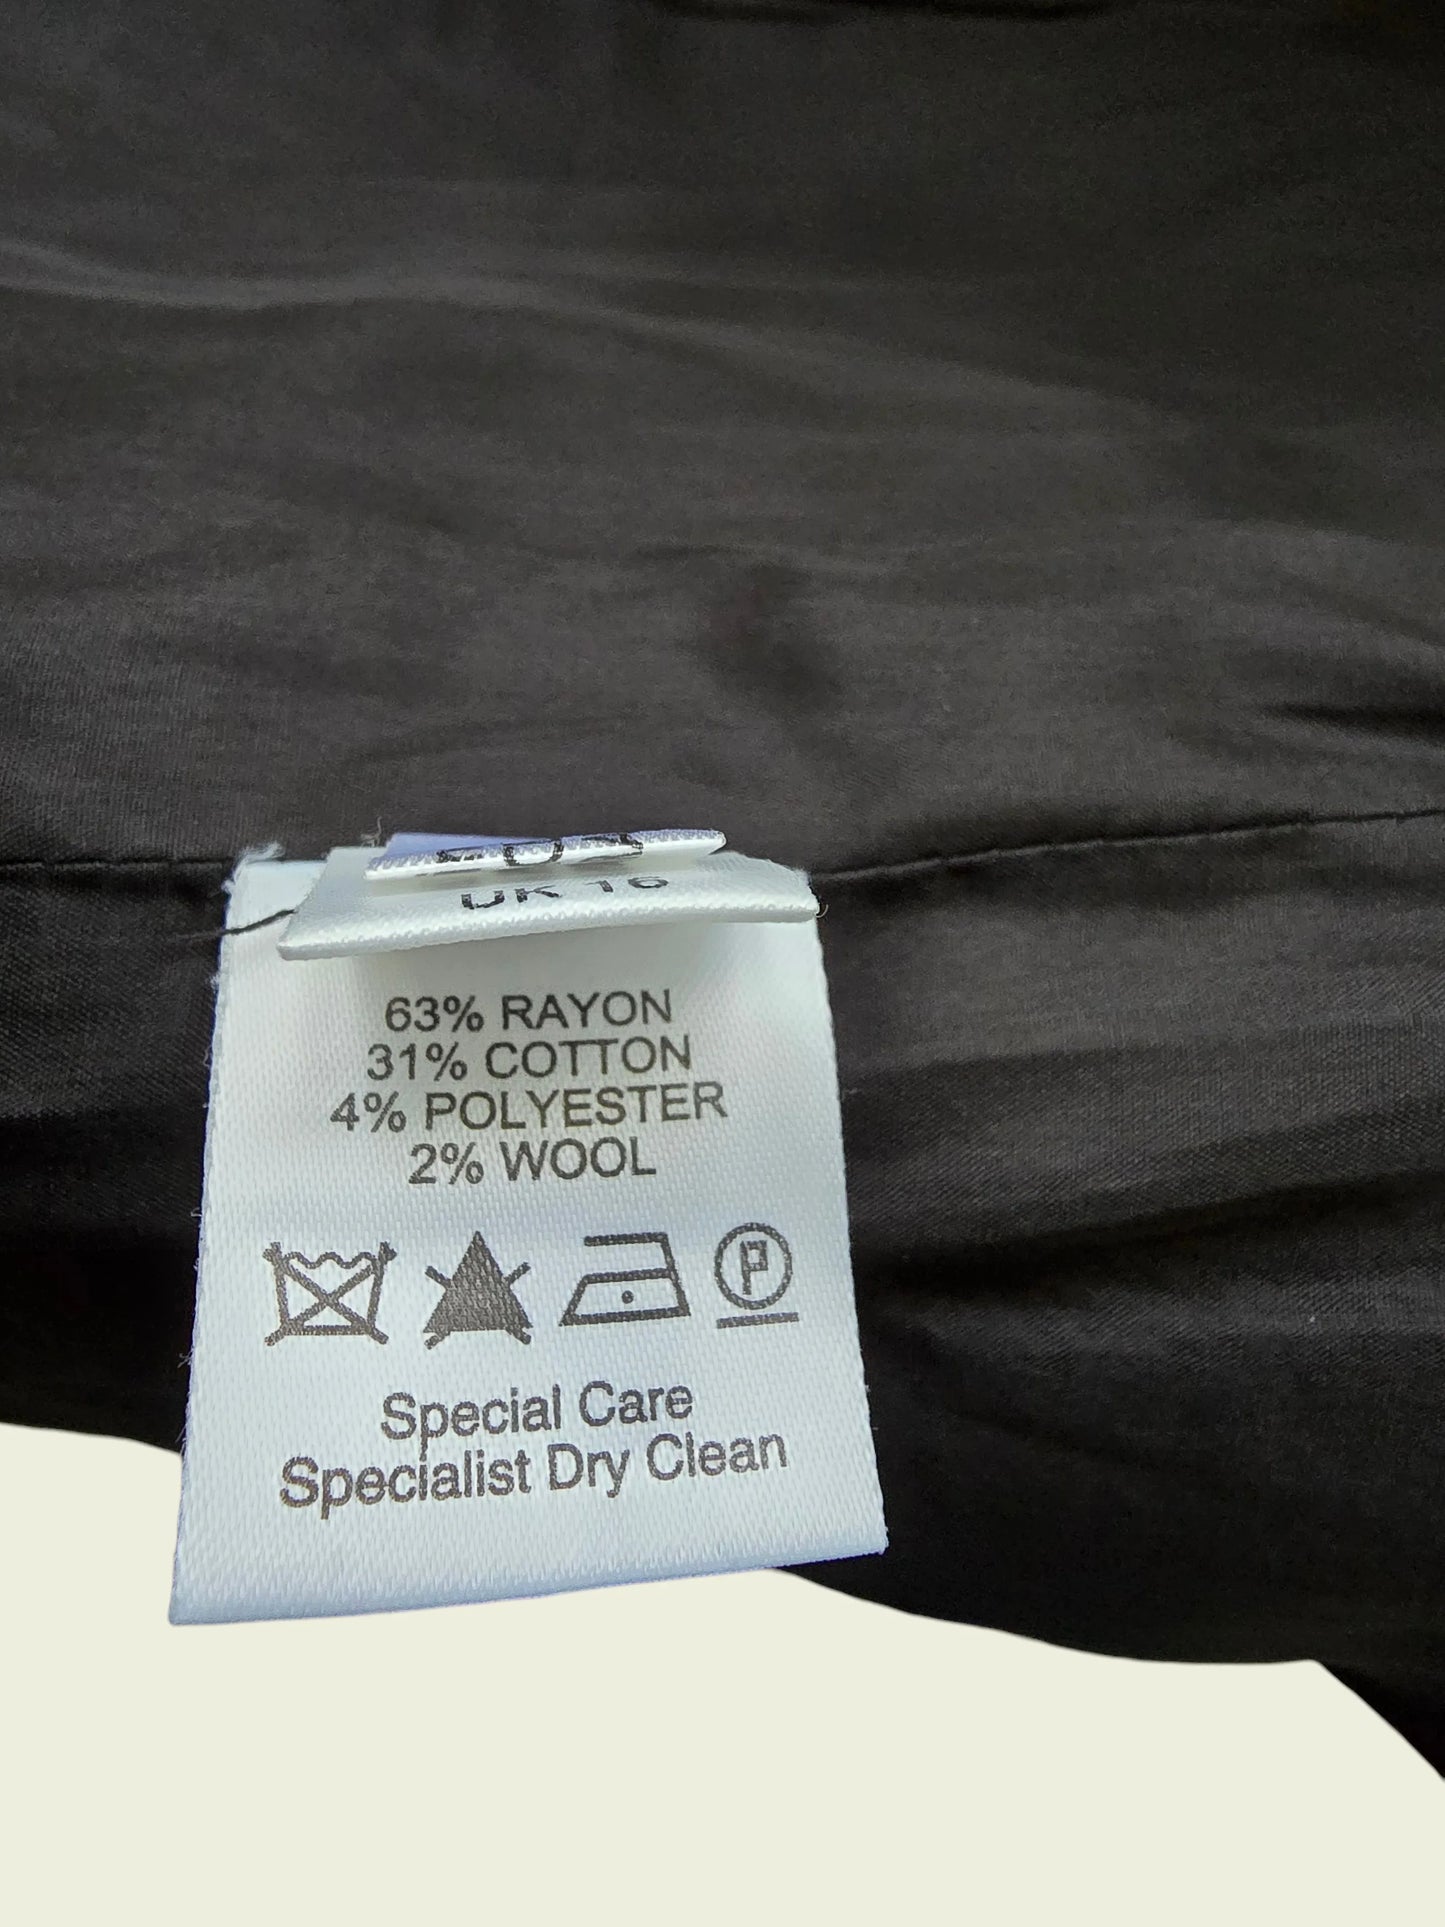 UK 16
63% RAYON
31% COTTON
4% POLYESTER
2% WOOL
P
Special Care
Specialist Dry Clean